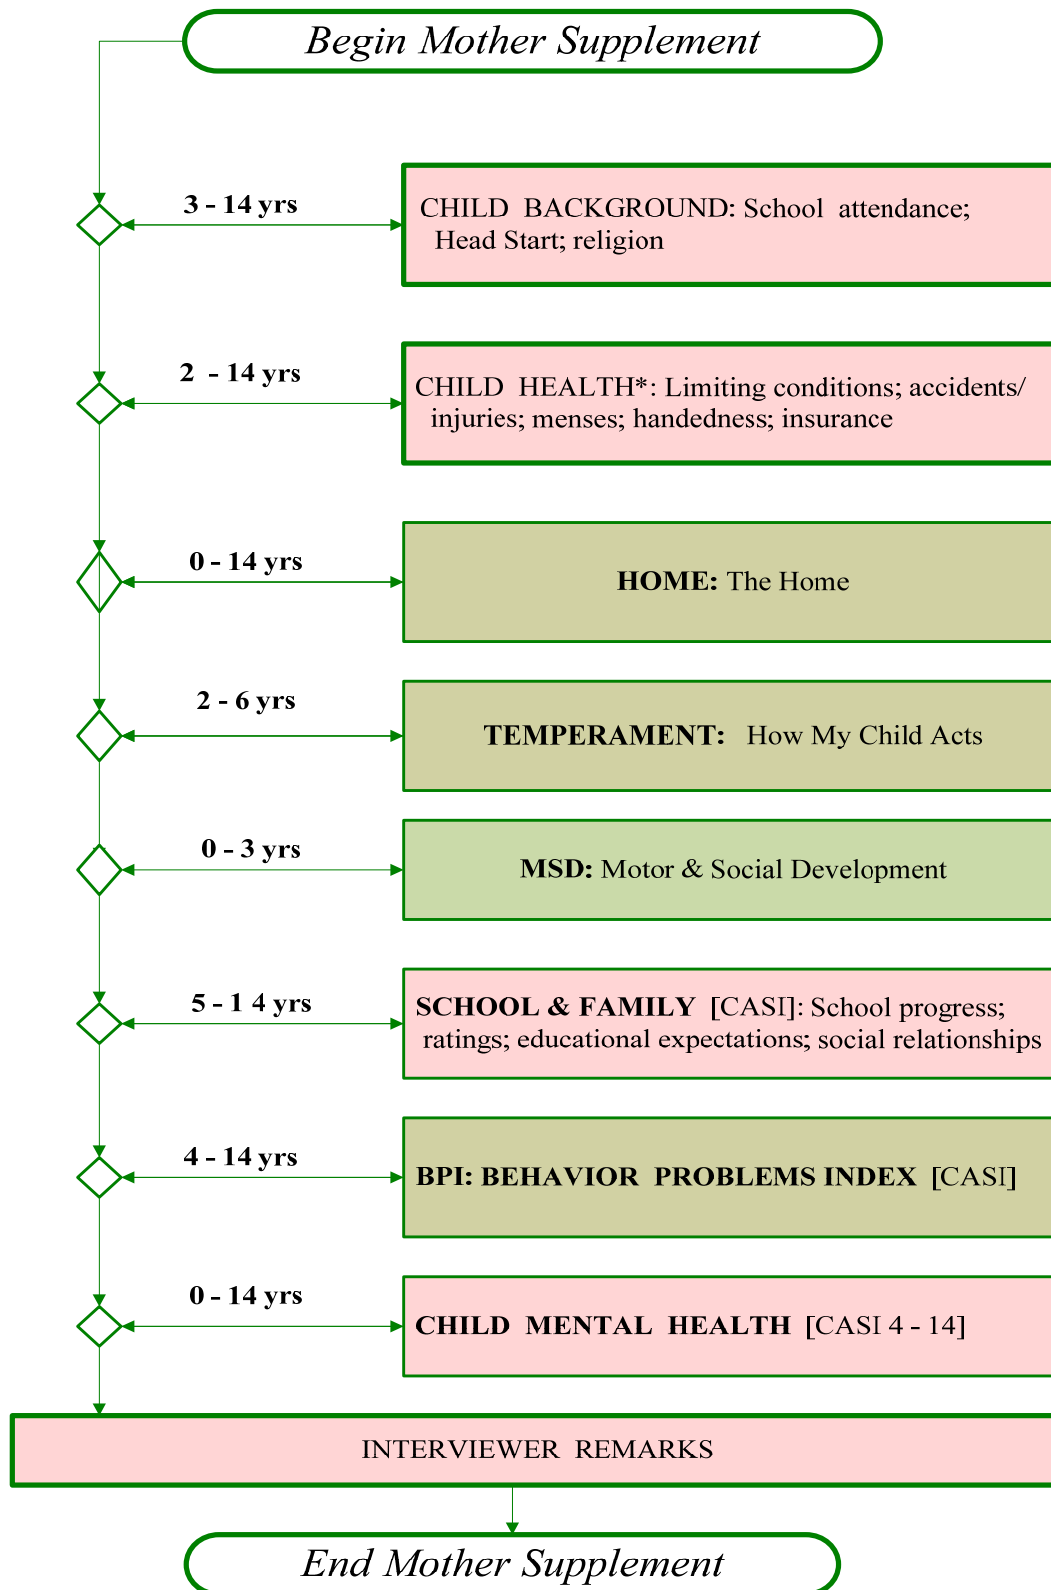 Begin Mother Supplement
3 - 14 yrs
CHILD BACKGROUND: School attendance;
Head Start; religion
2 - 14 yrs
CHILD HEALTH*: Limiting conditions; accidents/
injuries; menses; handedness; insurance
0 - 14 yrs
HOME: The Home
2 - 6 yrs
TEMPERAMENT: How My Child Acts
0 - 3 yrs
MSD: Motor & Social Development
5 - 1 4 yrs
SCHOOL & FAMILY [CASI]: School progress;
ratings; educational expectations; social relationships
4 - 14 yrs
BPI: BEHAVIOR PROBLEMS INDEX [CASI]
0 - 14 yrs
CHILD MENTAL HEALTH [CASI 4 - 14]
INTERVIEWER REMARKS
End Mother Supplement